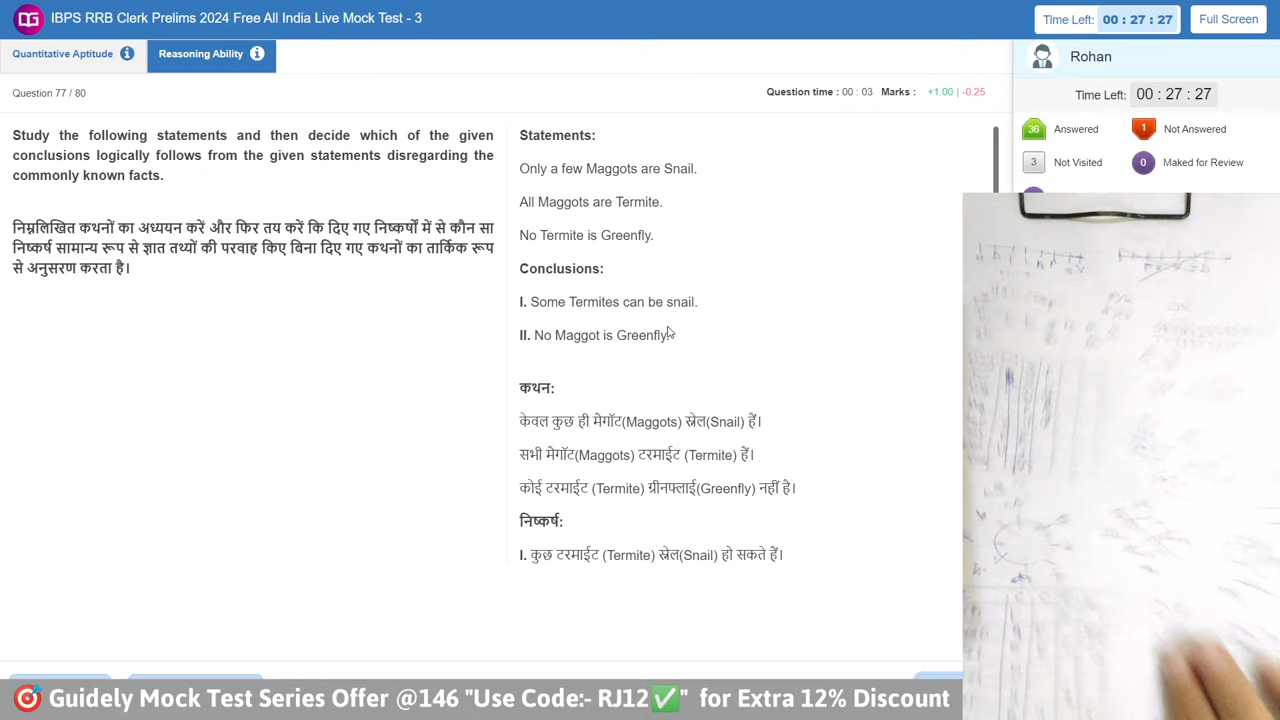 IBPS RRB Clerk Prelims 2024 Free All India Live Mock Test - 3
Time Left: 00 : 27 : 27
Full Screen
Quantitative Aptitude
Reasoning Ability
Rohan
Question 77 / 80
Question time : 00 : 03 Marks : +1.00 | -0.25
Time Left: 00 : 27 : 27
36 Answered
1 Not Answered
3 Not Visited
0 Maked for Review
Study the following statements and then decide which of the given
conclusions logically follows from the given statements disregarding the
commonly known facts.
निम्नलिखित कथनों का अध्ययन करें और फिर तय करें कि दिए गए निष्कर्षों में से कौन सा
निष्कर्ष सामान्य रूप से ज्ञात तथ्यों की परवाह किए बिना दिए गए कथनों का तार्किक रूप
से अनुसरण करता है।
Statements:
Only a few Maggots are Snail.
All Maggots are Termite.
No Termite is Greenfly.
Conclusions:
I. Some Termites can be snail.
II. No Maggot is Greenfly
कथन:
केवल कुछ ही मैगॉट(Maggots) स्नेल(Snail) हैं।
सभी मैगॉट(Maggots) टरमाईट (Termite) हैं।
कोई टरमाईट (Termite) ग्रीनफ्लाई(Greenfly) नहीं है।
निष्कर्ष:
I. कुछ टरमाईट (Termite) स्नेल(Snail) हो सकते हैं।
Guidely Mock Test Series Offer @146 "Use Code:- RJ12✅" for Extra 12% Discount